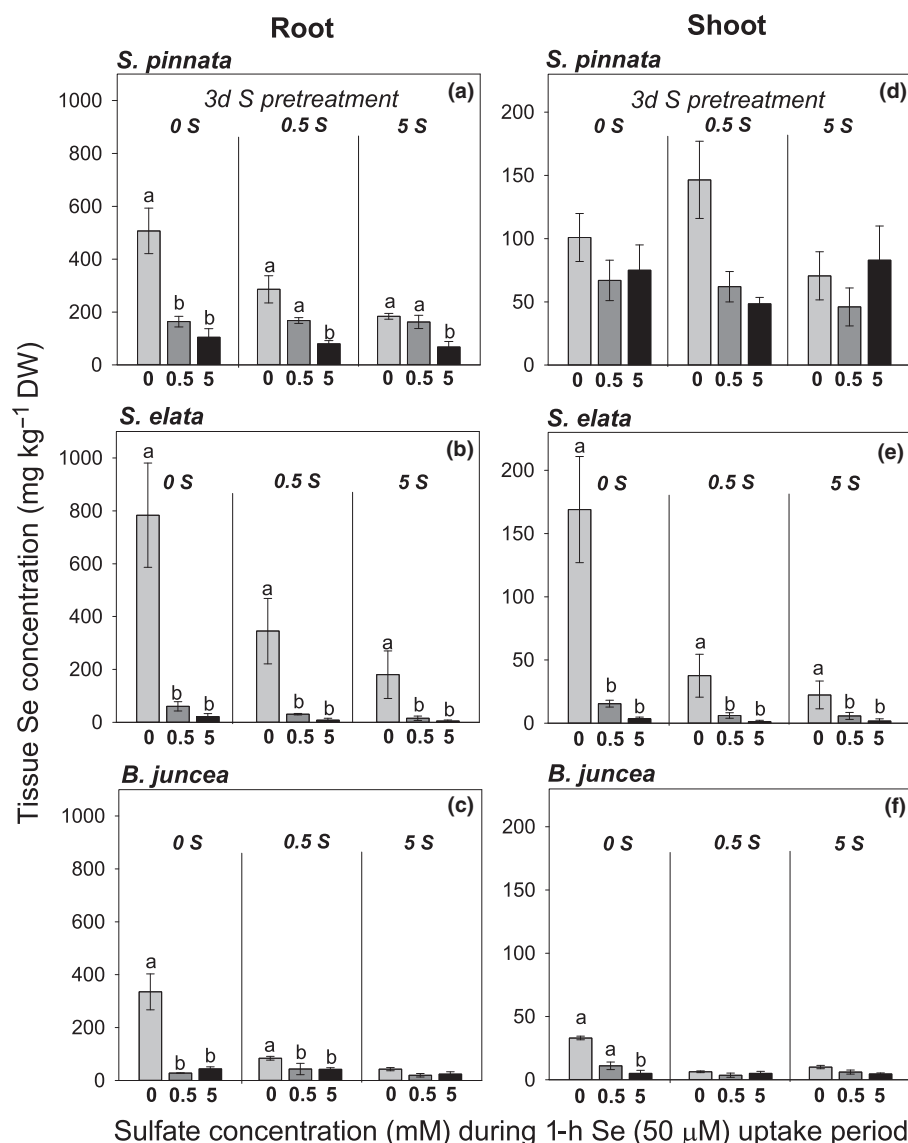 Root
Shoot
Tissue Se concentration (mg kg⁻¹ DW)
S. pinnata
(a)
3d S pretreatment
0 S 0.5 S 5 S
1000
800
600
400
200
0
a b b a a b a a b
0 0.5 5 0 0.5 5 0 0.5 5
S. pinnata
(d)
3d S pretreatment
0 S 0.5 S 5 S
200
150
100
50
0
0 0.5 5 0 0.5 5 0 0.5 5
S. elata
(b)
0 S 0.5 S 5 S
1000
800
600
400
200
0
a b b a b b a b b
0 0.5 5 0 0.5 5 0 0.5 5
S. elata
(e)
0 S 0.5 S 5 S
200
150
100
50
0
a b b a b b a b b
0 0.5 5 0 0.5 5 0 0.5 5
B. juncea
(c)
0 S 0.5 S 5 S
1000
800
600
400
200
0
a b b a b b
0 0.5 5 0 0.5 5 0 0.5 5
B. juncea
(f)
0 S 0.5 S 5 S
200
150
100
50
0
a a b
0 0.5 5 0 0.5 5 0 0.5 5
Sulfate concentration (mM) during 1-h Se (50 μM) uptake period